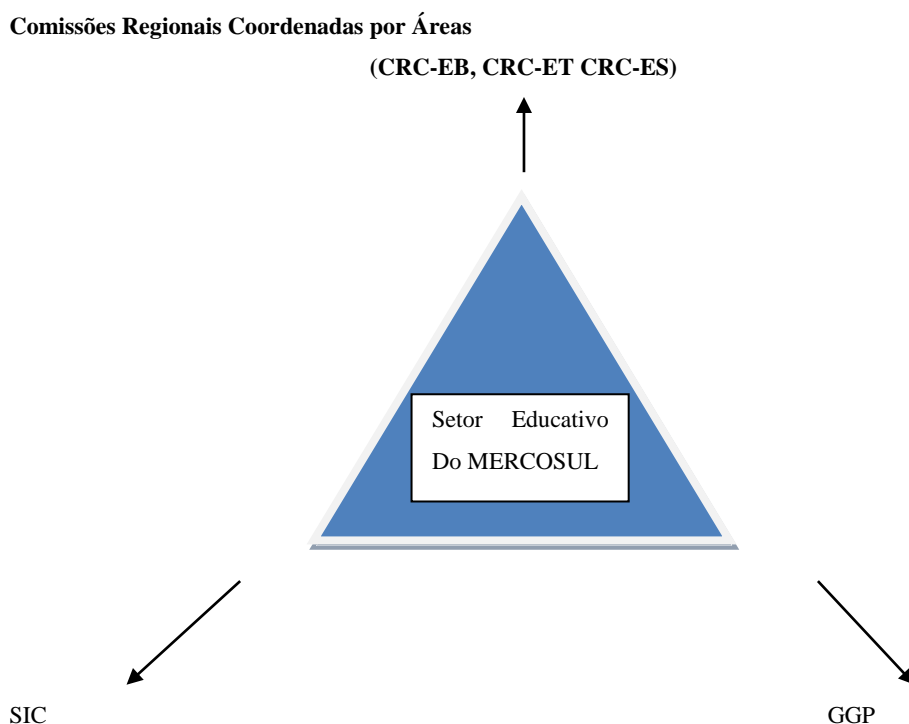 Comissões Regionais Coordenadas por Áreas
(CRC-EB, CRC-ET CRC-ES)
Setor Educativo
Do MERCOSUL
SIC
GGP